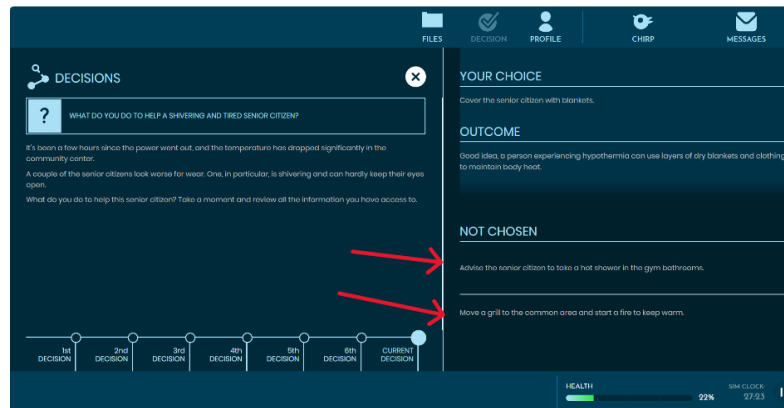 FILES
DECISION
PROFILE
CHIRP
MESSAGES
DECISIONS
?
WHAT DO YOU DO TO HELP A SHIVERING AND TIRED SENIOR CITIZEN?
It's been a few hours since the power went out, and the temperature has dropped significantly in the
community center.
A couple of the senior citizens look worse for wear. One, in particular, is shivering and can hardly keep their eyes
open.
What do you do to help this senior citizen? Take a moment and review all the information you have access to.
1st
DECISION
2nd
DECISION
3rd
DECISION
4th
DECISION
5th
DECISION
6th
DECISION
CURRENT
DECISION
YOUR CHOICE
Cover the senior citizen with blankets.
OUTCOME
Good idea, a person experiencing hypothermia can use layers of dry blankets and clothing
to maintain body heat.
NOT CHOSEN
Advise the senior citizen to take a hot shower in the gym bathrooms.
Move a grill to the common area and start a fire to keep warm.
HEALTH
22%
SIM CLOCK:
27:23